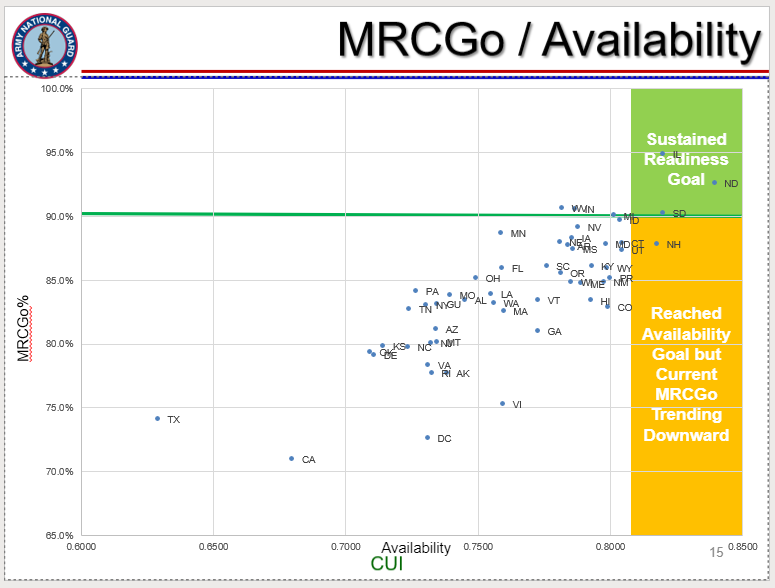 ARMY NATIONAL GUARD
MRCGo / Availability
100.0%
95.0%
90.0%
85.0%
80.0%
75.0%
70.0%
65.0%
MRCGo%
Sustained
Readiness
Goal
IL
ND
SD
WV
IN
MI
ID
NV
MN
IA
NE
AR
MS
MD
CT
UT
NH
SC
KY
WY
FL
OR
PR
OH
WI
ME
NM
PA
MO
LA
AL
WA
VT
HI
CO
TN
NY
GU
MA
AZ
GA
KS
NC
NJ
MT
OK
DE
VA
RI
AK
VI
TX
DC
CA
Reached
Availability
Goal but
Current
MRCGo
Trending
Downward
0.6000
0.6500
0.7000
0.7500
0.8000
0.8500
Availability
15
CUI